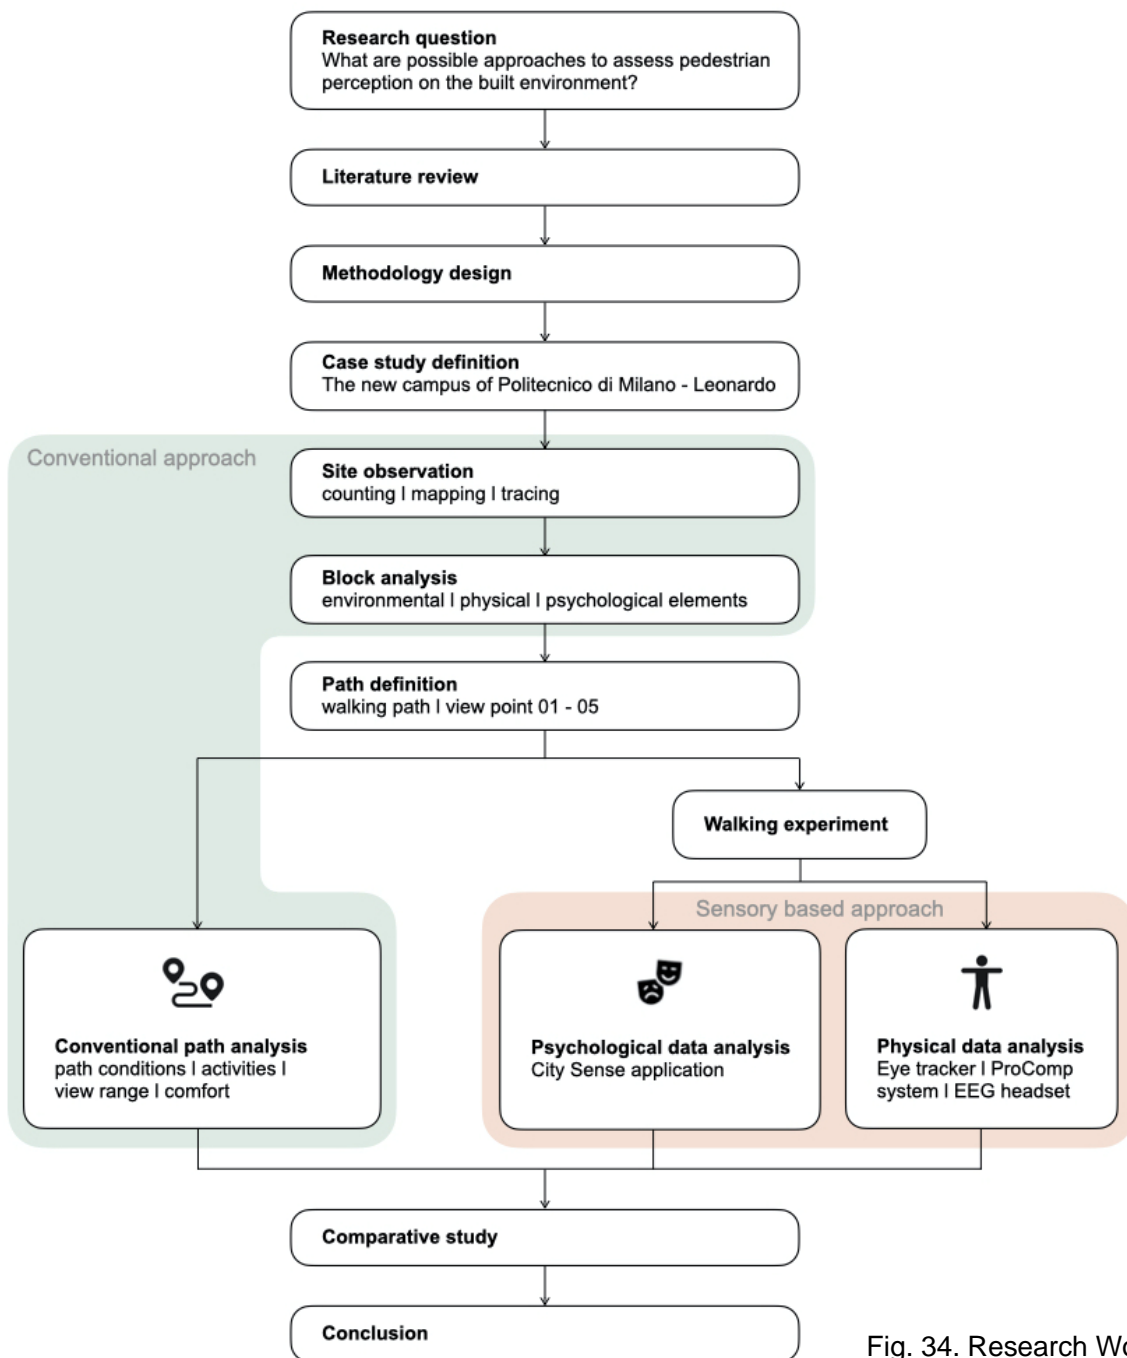 Research question
What are possible approaches to assess pedestrian
perception on the built environment?
Literature review
Methodology design
Case study definition
The new campus of Politecnico di Milano - Leonardo
Conventional approach
Site observation
counting I mapping I tracing
Block analysis
environmental I physical I psychological elements
Path definition
walking path I view point 01 - 05
Walking experiment
Sensory based approach
Conventional path analysis
path conditions I activities I
view range I comfort
Psychological data analysis
City Sense application
Physical data analysis
Eye tracker I ProComp
system I EEG headset
Comparative study
Conclusion
Fig. 34. Research